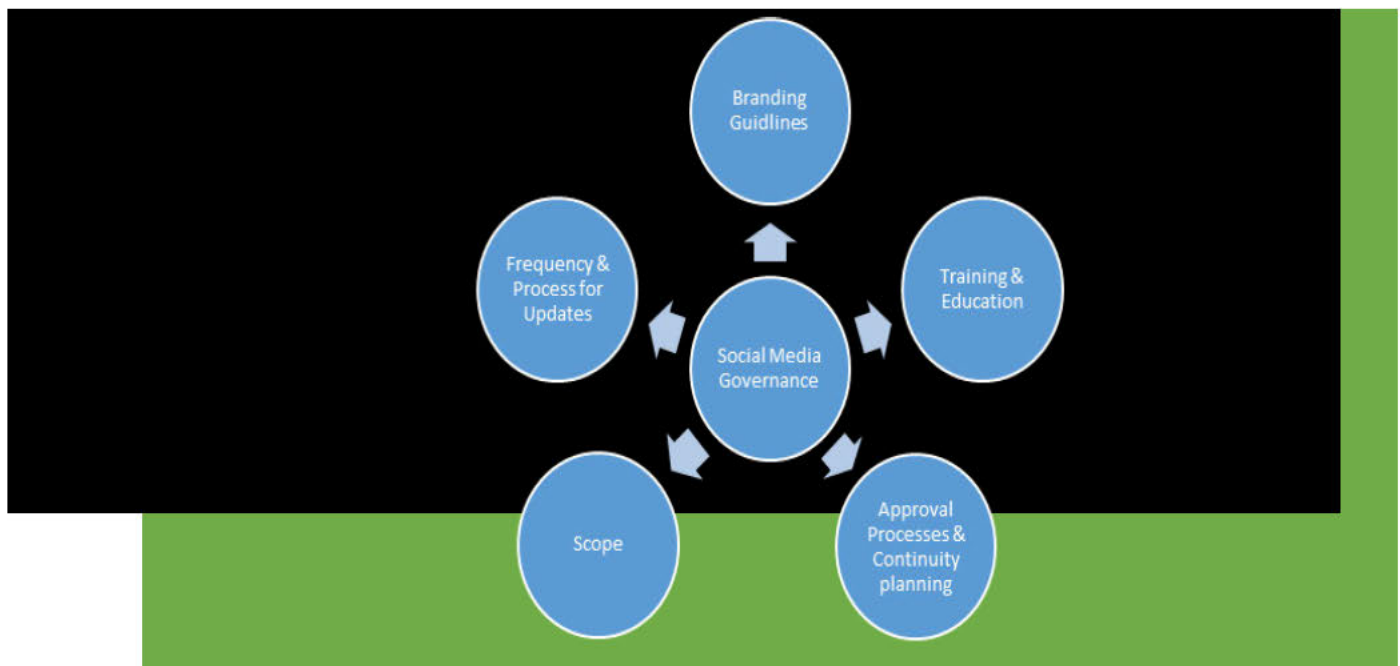 Branding
Guidlines
Frequency &
Process for
Updates
Training &
Education
Social Media
Governance
Scope
Approval
Processes &
Continuity
planning